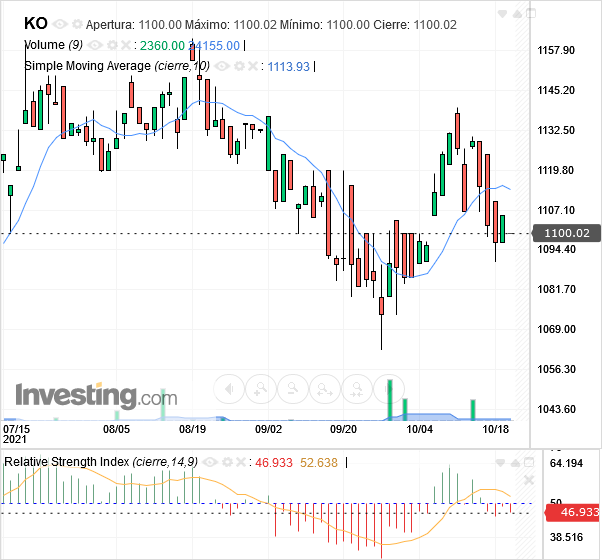 KO Apertura: 1100.00 Máximo: 1100.02 Mínimo: 1100.00 Cierre: 1100.02
Volume (9) : 2360.00 24155.00 |
Simple Moving Average (cierre,10) : 1113.93 |
1157.90
1145.20
1132.50
1119.80
1107.10
1100.02
1094.40
1081.70
1069.00
1056.30
1043.60
Investing.com
07/15 08/05 08/19 09/02 09/20 10/04 10/18
2021
Relative Strength Index (cierre,14,9) : 46.933 52.638 |
64.194
50
46.933
38.516